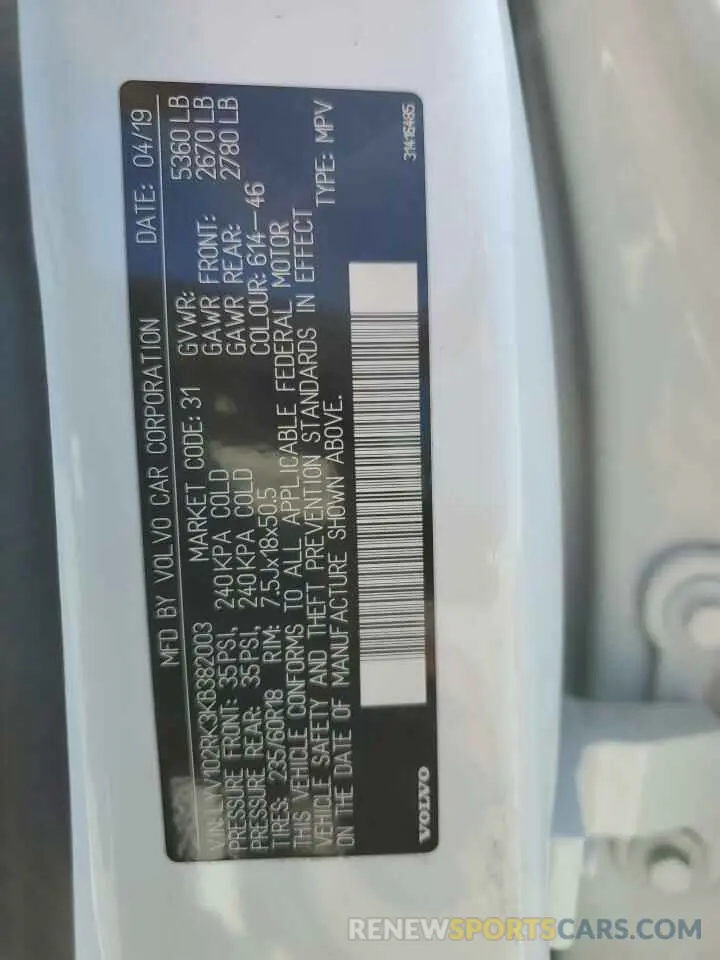 MFD BY VOLVO CAR CORPORATION DATE: 04/19
VIN: LYV102RK3KB382003 MARKET CODE: 31 GVWR: 5360 LB
PRESSURE FRONT: 35PSI, 240KPA COLD GAWR FRONT: 2670 LB
PRESSURE REAR: 35PSI, 240KPA COLD GAWR REAR: 2780 LB
TIRES: 235/60R18 RIM: 7.5Jx18x50.5 COLOUR: 614-46
THIS VEHICLE CONFORMS TO ALL APPLICABLE FEDERAL MOTOR
VEHICLE SAFETY AND THEFT PREVENTION STANDARDS IN EFFECT
ON THE DATE OF MANUFACTURE SHOWN ABOVE. TYPE: MPV
VOLVO 31416485
RENEWSPORTSCARS.COM